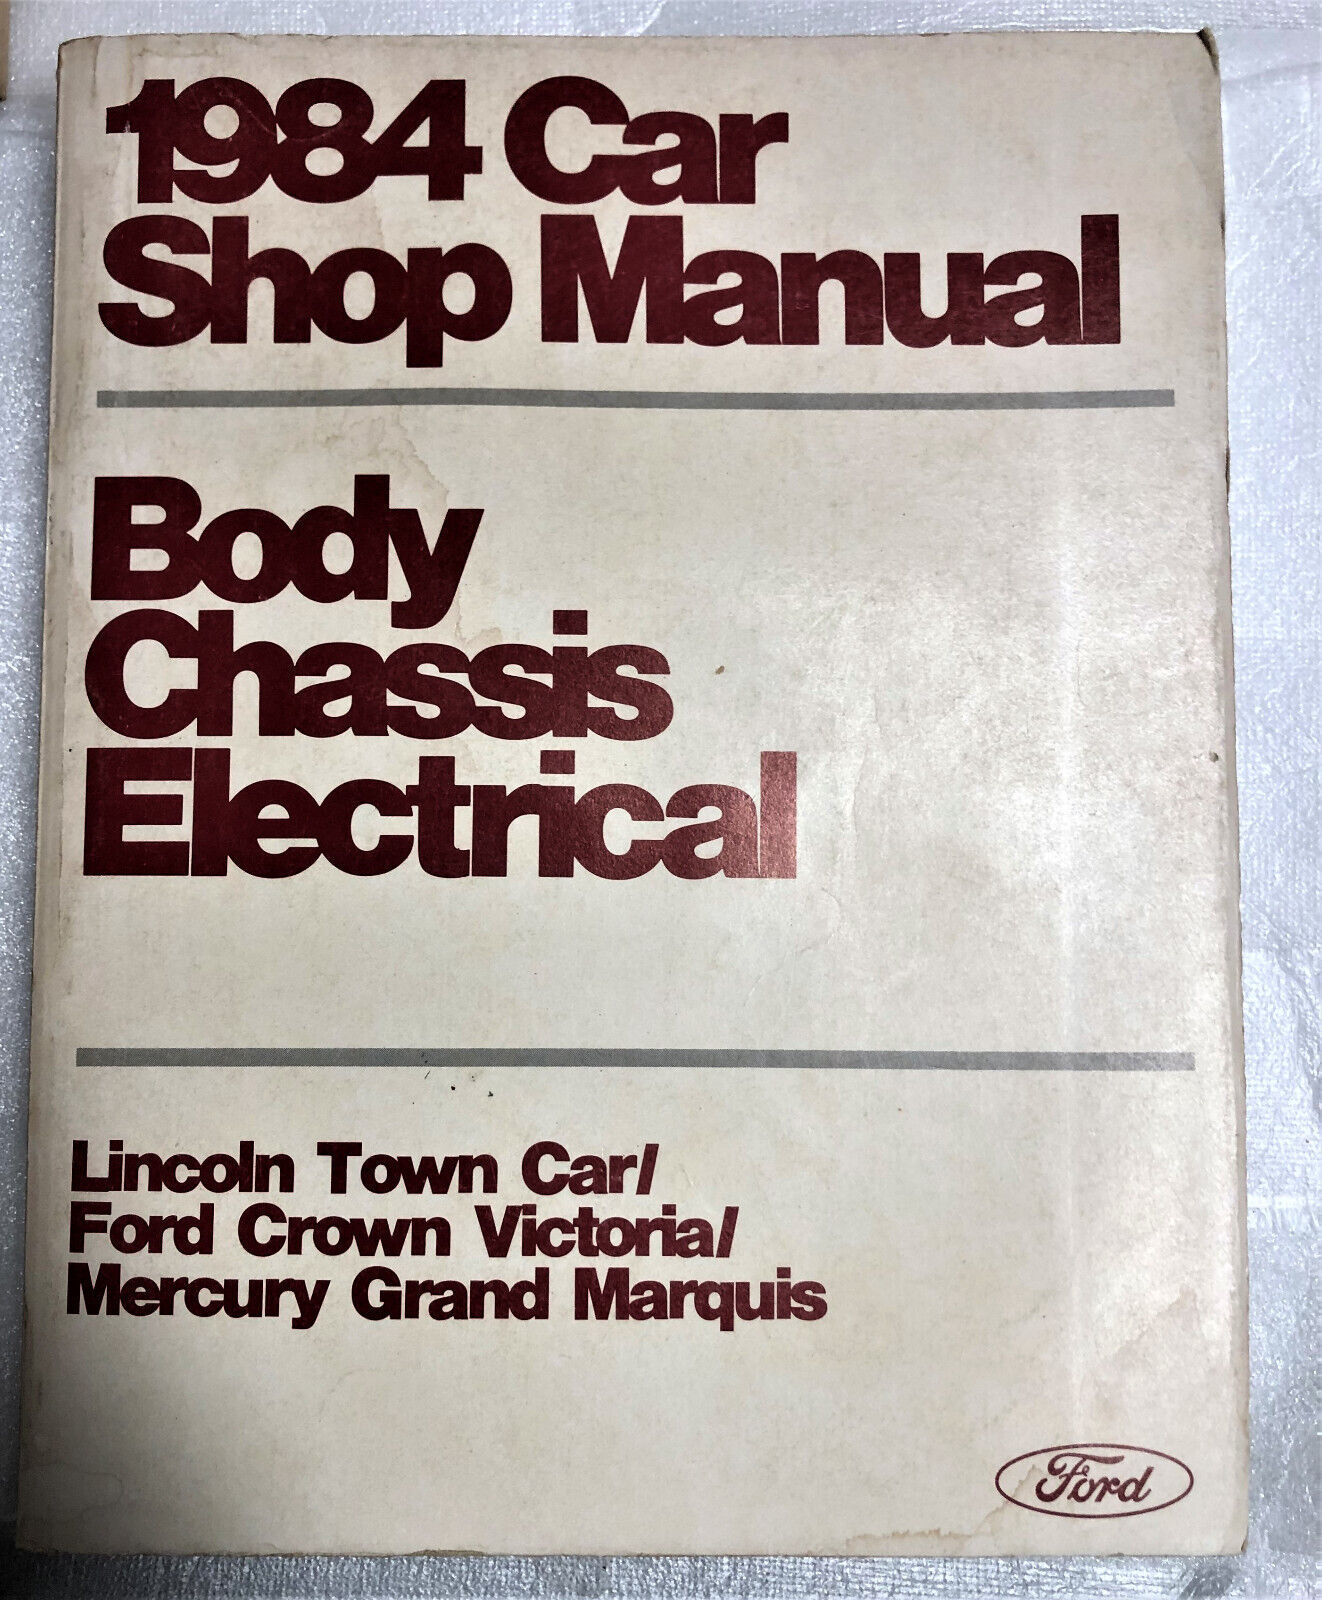 1984 Car
Shop Manual
Body
Chassis
Electrical
Lincoln Town Car/
Ford Crown Victoria/
Mercury Grand Marquis
Ford